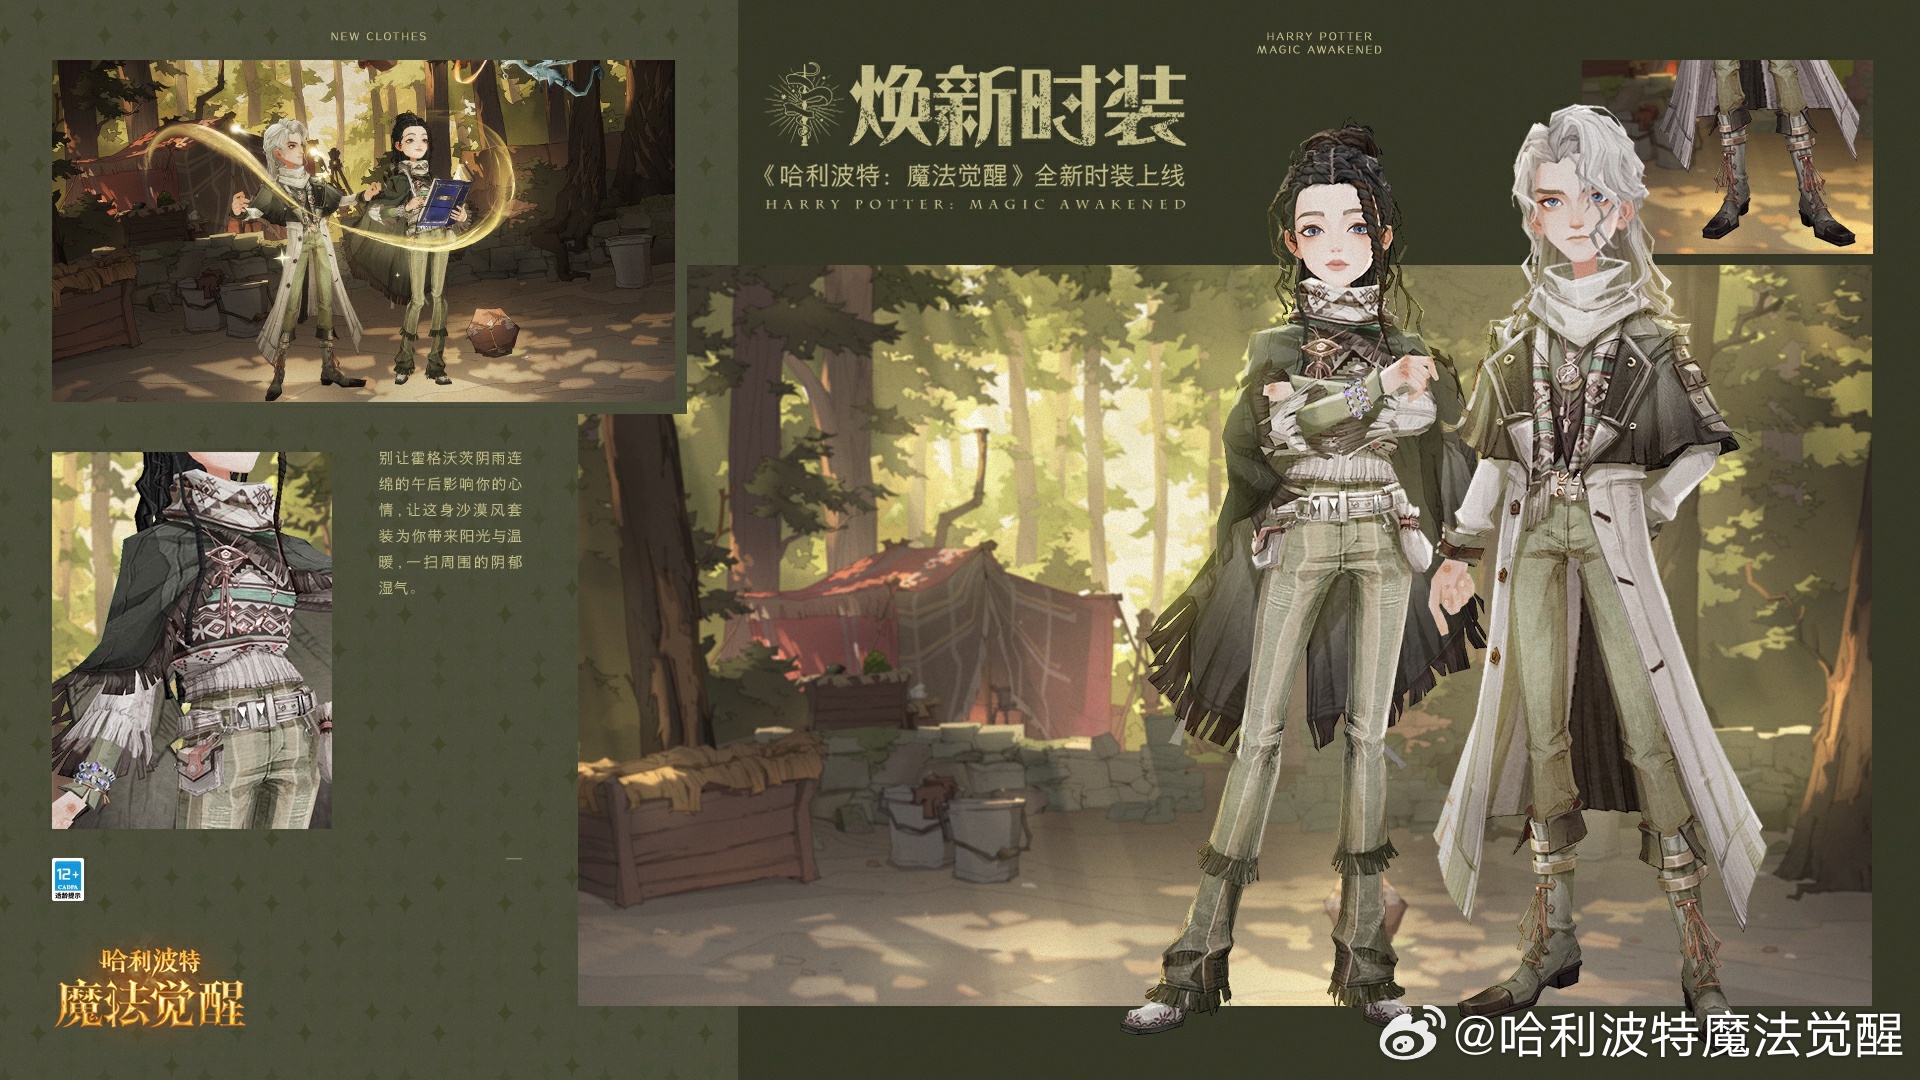 NEW CLOTHES
HARRY POTTER
MAGIC AWAKENED
焕新时装
《哈利波特：魔法觉醒》全新时装上线
HARRY POTTER: MAGIC AWAKENED
别让霍格沃茨阴雨连
绵的午后影响你的心
情，让这身沙漠风套
装为你带来阳光与温
暖，一扫周围的阴郁
湿气。
12+
CADPA
适龄提示
哈利波特
魔法觉醒
@哈利波特魔法觉醒